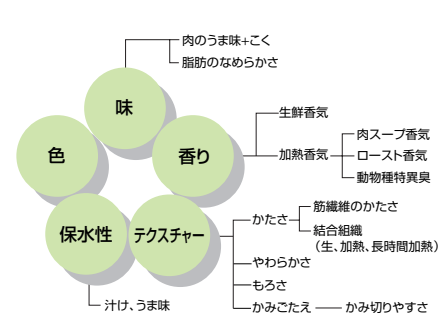 味
肉のうま味+こく
脂肪のなめらかさ
色
香り
生鮮香気
加熱香気
肉スープ香気
ロースト香気
動物種特異臭
保水性
汁け、うま味
テクスチャー
かたさ
筋繊維のかたさ
結合組織
(生、加熱、長時間加熱)
やわらかさ
もろさ
かみごたえ
かみ切りやすさ